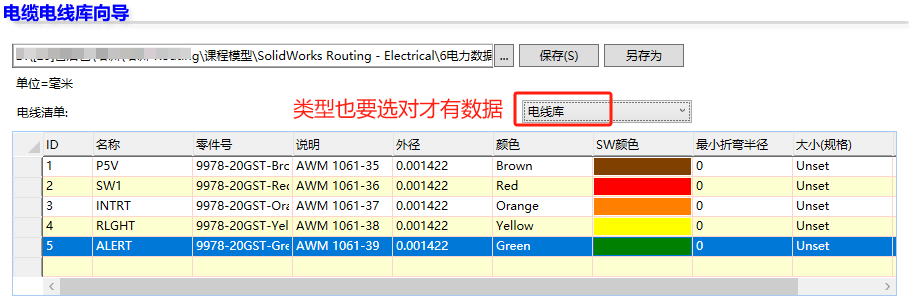 电缆电线库向导
\课程模型\SolidWorks Routing - Electrical\6电力数据 ... 保存(S) 另存为
单位=毫米
电线清单: 类型也要选对才有数据 电线库
ID 名称 零件号 说明 外径 颜色 SW颜色 最小折弯半径 大小(规格)
1 P5V 9978-20GST-Brc AWM 1061-35 0.001422 Brown 0 Unset
2 SW1 9978-20GST-Rec AWM 1061-36 0.001422 Red 0 Unset
3 INTRT 9978-20GST-Ora AWM 1061-37 0.001422 Orange 0 Unset
4 RLGHT 9978-20GST-Yel AWM 1061-38 0.001422 Yellow 0 Unset
5 ALERT 9978-20GST-Gre AWM 1061-39 0.001422 Green 0 Unset